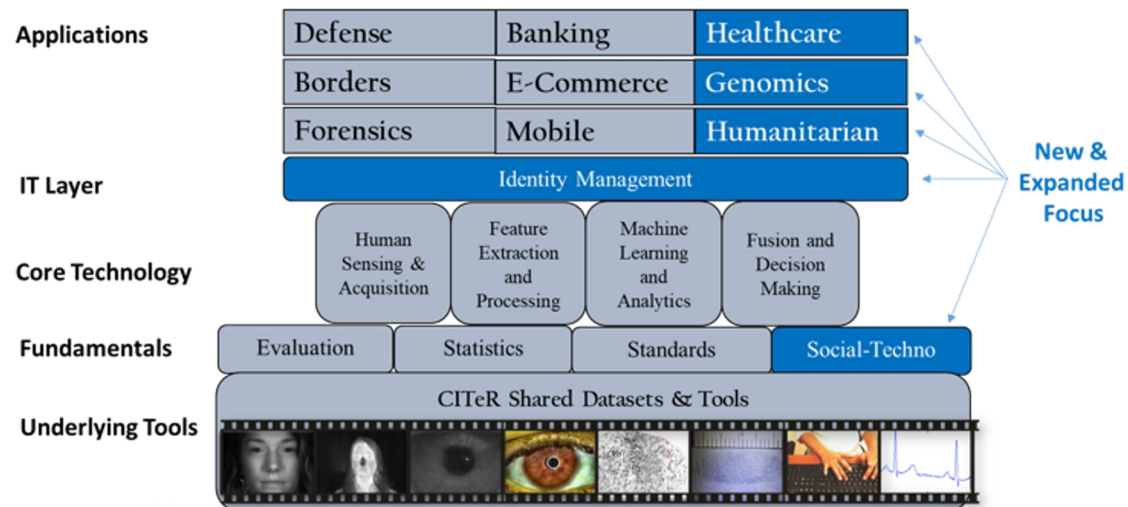 Applications
Defense
Banking
Healthcare
Borders
E-Commerce
Genomics
Forensics
Mobile
Humanitarian
New &
Expanded
Focus
IT Layer
Identity Management
Core Technology
Human
Sensing &
Acquisition
Feature
Extraction
and
Processing
Machine
Learning
and
Analytics
Fusion and
Decision
Making
Fundamentals
Evaluation
Statistics
Standards
Social-Techno
Underlying Tools
CITeR Shared Datasets & Tools